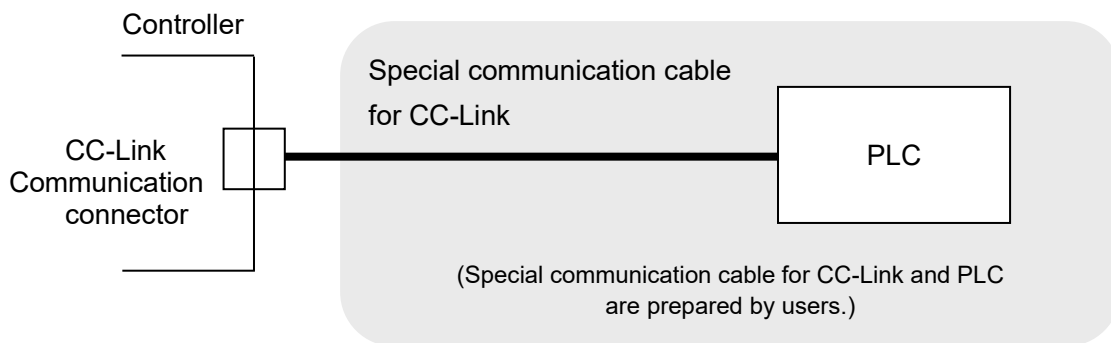 Controller
Special communication cable
for CC-Link
CC-Link
Communication
connector
PLC
(Special communication cable for CC-Link and PLC
are prepared by users.)